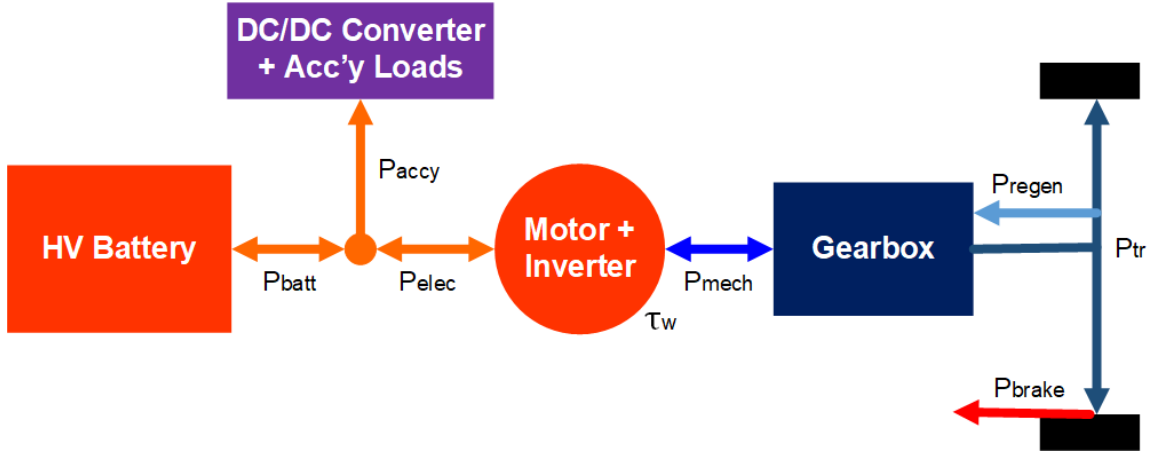 DC/DC Converter
+ Acc'y Loads
Paccy
HV Battery
Pbatt
Pelec
Motor +
Inverter
τw
Pmech
Gearbox
Pregen
Ptr
Pbrake